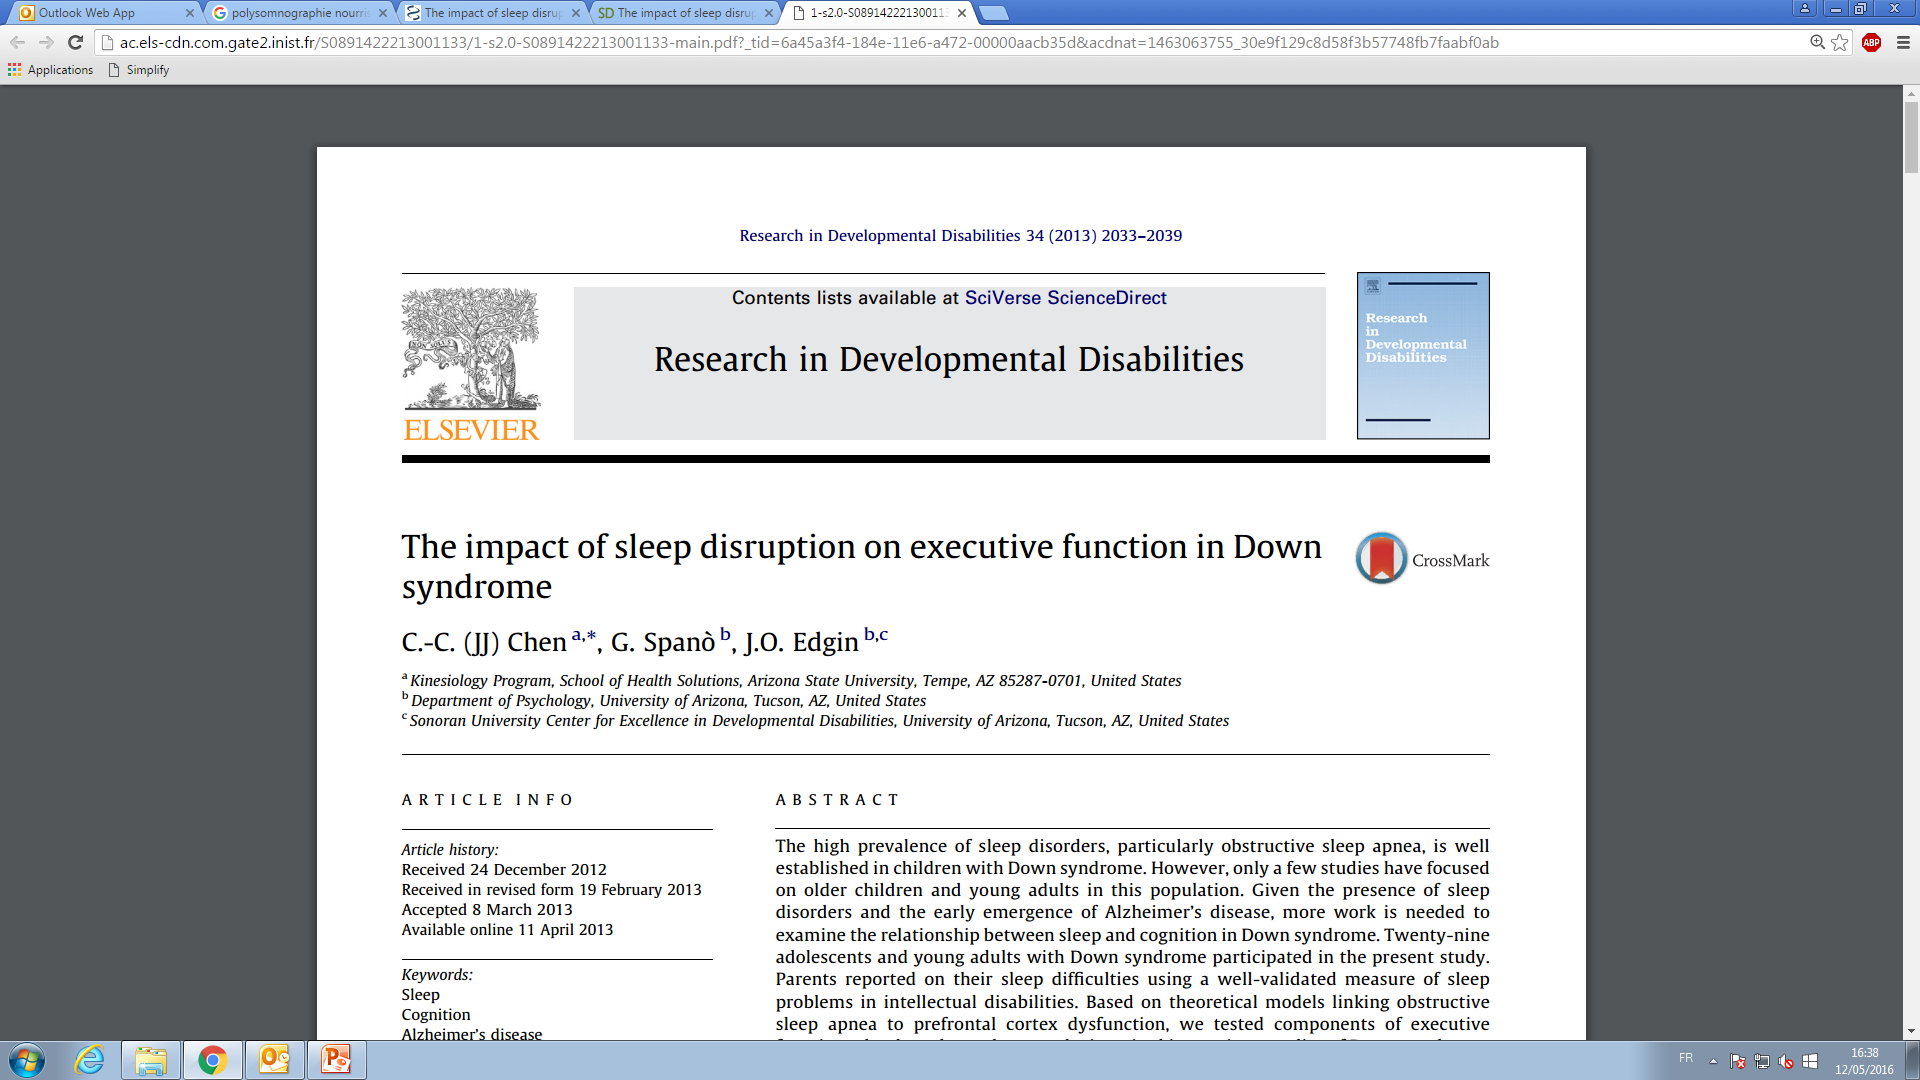 Outlook Web App
polysomnographie nourris
The impact of sleep disrup
SD The impact of sleep disrup
1-s2.0-S0891422213001133
ac.els-cdn.com.gate2.inist.fr/S0891422213001133/1-s2.0-S0891422213001133-main.pdf?_tid=6a45a3f4-184e-11e6-a472-00000aacb35d&acdnat=1463063755_30e9f129c8d58f3b57748fb7faabf0ab
ABP
Applications
Simplify
Research in Developmental Disabilities 34 (2013) 2033–2039
Contents lists available at SciVerse ScienceDirect
Research in Developmental Disabilities
NON SOLUS
ELSEVIER
Research
in
Developmental
Disabilities
The impact of sleep disruption on executive function in Down
syndrome
CrossMark
C.-C. (JJ) Chen a,*, G. Spanò b, J.O. Edgin b,c
a Kinesiology Program, School of Health Solutions, Arizona State University, Tempe, AZ 85287-0701, United States
b Department of Psychology, University of Arizona, Tucson, AZ, United States
c Sonoran University Center for Excellence in Developmental Disabilities, University of Arizona, Tucson, AZ, United States
ARTICLE INFO
Article history:
Received 24 December 2012
Received in revised form 19 February 2013
Accepted 8 March 2013
Available online 11 April 2013
Keywords:
Sleep
Cognition
Alzheimer's disease
ABSTRACT
The high prevalence of sleep disorders, particularly obstructive sleep apnea, is well
established in children with Down syndrome. However, only a few studies have focused
on older children and young adults in this population. Given the presence of sleep
disorders and the early emergence of Alzheimer's disease, more work is needed to
examine the relationship between sleep and cognition in Down syndrome. Twenty-nine
adolescents and young adults with Down syndrome participated in the present study.
Parents reported on their sleep difficulties using a well-validated measure of sleep
problems in intellectual disabilities. Based on theoretical models linking obstructive
sleep apnea to prefrontal cortex dysfunction, we tested components of executive
FR
16:38
12/05/2016